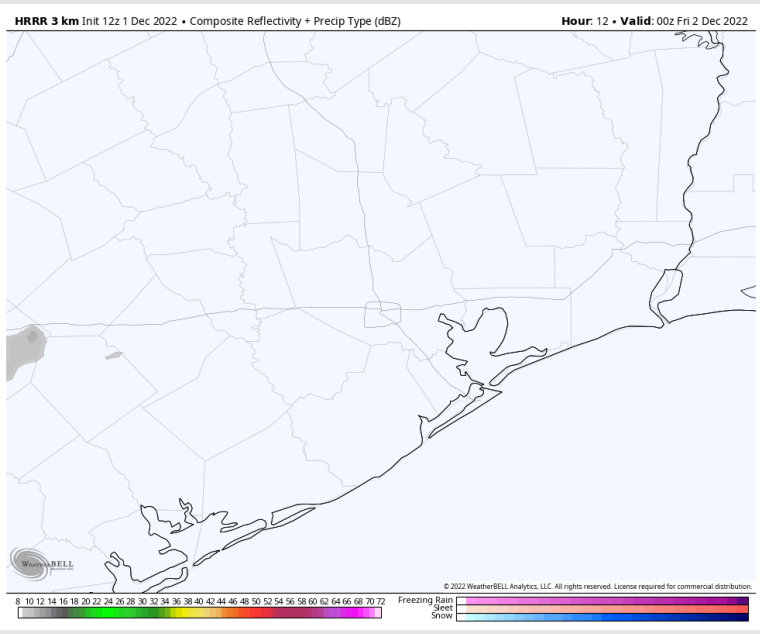 HRRR 3 km Init 12z 1 Dec 2022 • Composite Reflectivity + Precip Type (dBZ)
Hour: 12 • Valid: 00z Fri 2 Dec 2022
WEATHERBELL
© 2022 WeatherBELL Analytics, LLC. All rights reserved. License required for commercial distribution.
8 10 12 14 16 18 20 22 24 26 28 30 32 34 36 38 40 42 44 46 48 50 52 54 56 58 60 62 64 66 68 70 72
Freezing Rain
Sleet
Snow